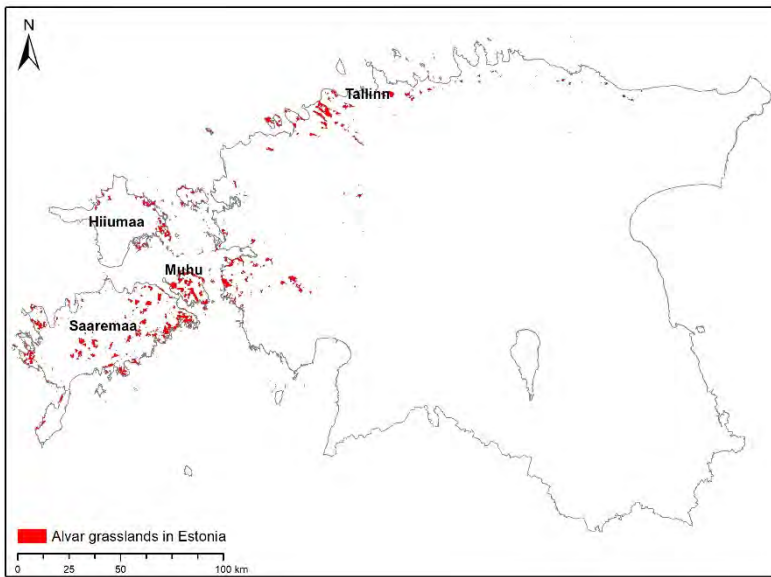 N
Tallinn
Hiiumaa
Muhu
Saaremaa
Alvar grasslands in Estonia
0 25 50 100 km